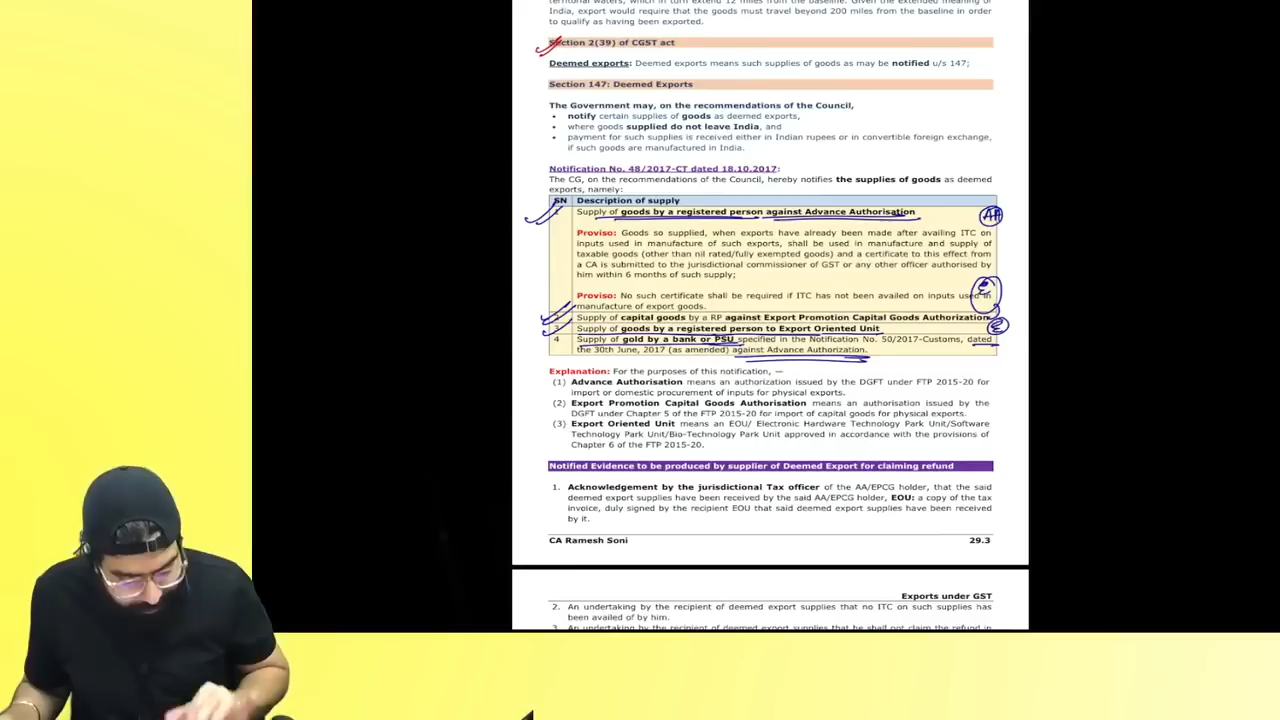 territorial waters, which in turn extend 12 miles from the baseline. Given the extended meaning of
India, export would require that the goods must travel beyond 200 miles from the baseline in order
to qualify as having been exported.
Section 2(39) of CGST act
Deemed exports: Deemed exports means such supplies of goods as may be notified u/s 147;
Section 147: Deemed Exports
The Government may, on the recommendations of the Council,
• notify certain supplies of goods as deemed exports,
• where goods supplied do not leave India, and
• payment for such supplies is received either in Indian rupees or in convertible foreign exchange,
if such goods are manufactured in India.
Notification No. 48/2017-CT dated 18.10.2017:
The CG, on the recommendations of the Council, hereby notifies the supplies of goods as deemed
exports, namely:
SN Description of supply
1 Supply of goods by a registered person against Advance Authorisation
AA
Proviso: Goods so supplied, when exports have already been made after availing ITC on
inputs used in manufacture of such exports, shall be used in manufacture and supply of
taxable goods (other than nil rated/fully exempted goods) and a certificate to this effect from
a CA is submitted to the jurisdictional commissioner of GST or any other officer authorised by
him within 6 months of such supply;
Proviso: No such certificate shall be required if ITC has not been availed on inputs used in
manufacture of export goods.
2 Supply of capital goods by a RP against Export Promotion Capital Goods Authorization
3 Supply of goods by a registered person to Export Oriented Unit
4 Supply of gold by a bank or PSU specified in the Notification No. 50/2017-Customs, dated
the 30th June, 2017 (as amended) against Advance Authorization.
Explanation: For the purposes of this notification, —
(1) Advance Authorisation means an authorization issued by the DGFT under FTP 2015-20 for
import or domestic procurement of inputs for physical exports.
(2) Export Promotion Capital Goods Authorisation means an authorisation issued by the
DGFT under Chapter 5 of the FTP 2015-20 for import of capital goods for physical exports.
(3) Export Oriented Unit means an EOU/ Electronic Hardware Technology Park Unit/Software
Technology Park Unit/Bio-Technology Park Unit approved in accordance with the provisions of
Chapter 6 of the FTP 2015-20.
Notified Evidence to be produced by supplier of Deemed Export for claiming refund
1. Acknowledgement by the jurisdictional Tax officer of the AA/EPCG holder, that the said
deemed export supplies have been received by the said AA/EPCG holder, EOU: a copy of the tax
invoice, duly signed by the recipient EOU that said deemed export supplies have been received
by it.
CA Ramesh Soni 29.3
Exports under GST
2. An undertaking by the recipient of deemed export supplies that no ITC on such supplies has
been availed of by him.
3. An undertaking by the recipient of deemed export supplies that he shall not claim the refund in